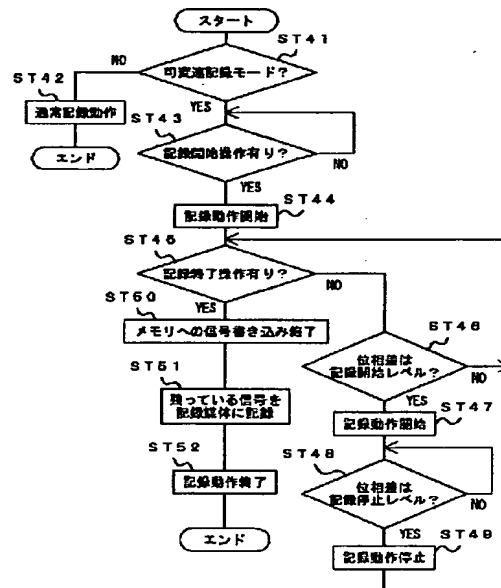 スタート
ST41
可変速記録モード?
NO
ST42
通常記録動作
エンド
YES
ST43
記録開始操作有り?
NO
YES
ST44
記録動作開始
ST45
記録終了操作有り?
NO
YES
ST50
メモリへの信号書き込み終了
ST46
位相差は
記録開始レベル?
NO
YES
ST51
残っている信号を
記録媒体に記録
ST47
記録動作開始
ST48
位相差は
記録停止レベル?
NO
YES
ST52
記録動作終了
エンド
ST49
記録動作停止